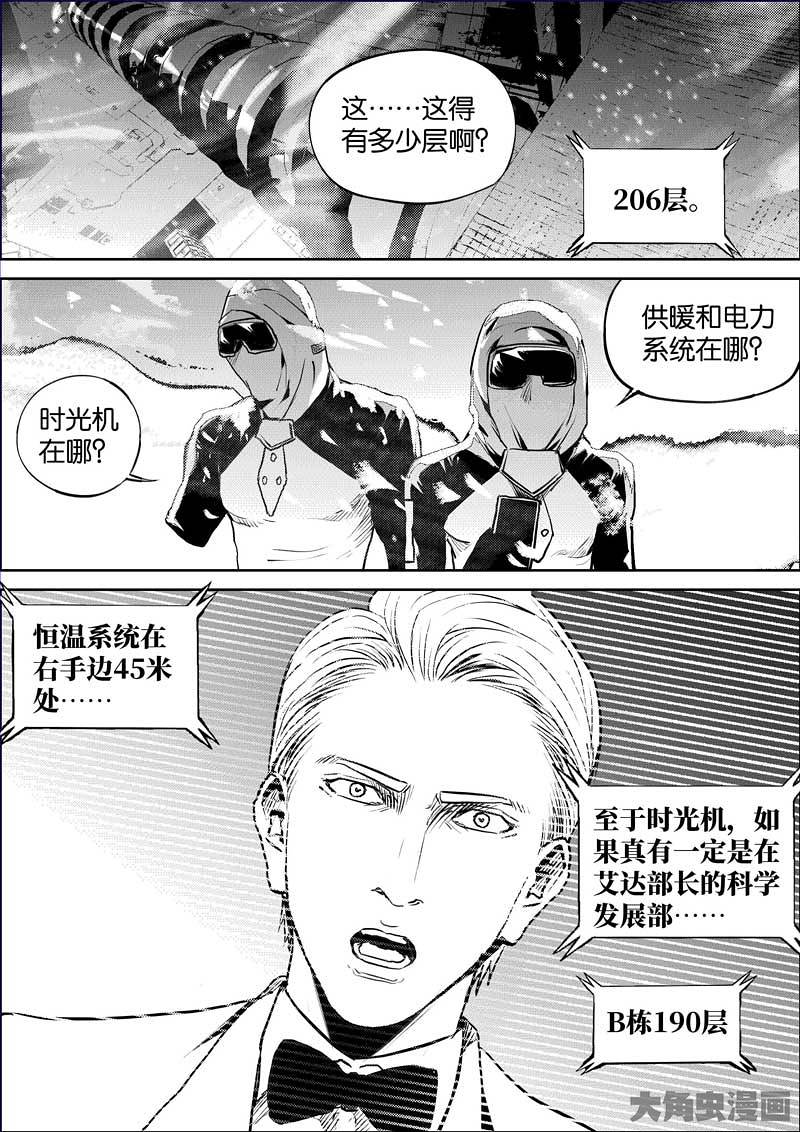 这……这得
有多少层啊？
206层。
供暖和电力
系统在哪？
时光机
在哪？
恒温系统在
右手边45米
处……
至于时光机，如
果真有一定是在
艾达部长的科学
发展部……
B栋190层
大角虫漫画